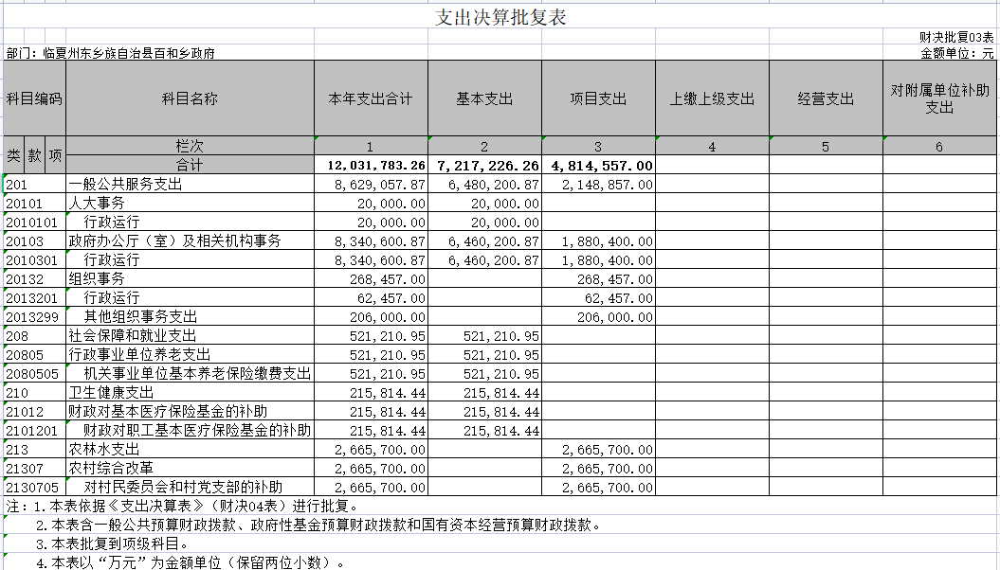 支出决算批复表
财决批复03表
部门：临夏州东乡族自治县百和乡政府 金额单位：元
科目编码 科目名称 本年支出合计 基本支出 项目支出 上缴上级支出 经营支出 对附属单位补助支出
类 款 项 栏次 1 2 3 4 5 6
合计 12,031,783.26 7,217,226.26 4,814,557.00
201 一般公共服务支出 8,629,057.87 6,480,200.87 2,148,857.00
20101 人大事务 20,000.00 20,000.00
2010101 行政运行 20,000.00 20,000.00
20103 政府办公厅（室）及相关机构事务 8,340,600.87 6,460,200.87 1,880,400.00
2010301 行政运行 8,340,600.87 6,460,200.87 1,880,400.00
20132 组织事务 268,457.00 268,457.00
2013201 行政运行 62,457.00 62,457.00
2013299 其他组织事务支出 206,000.00 206,000.00
208 社会保障和就业支出 521,210.95 521,210.95
20805 行政事业单位养老支出 521,210.95 521,210.95
2080505 机关事业单位基本养老保险缴费支出 521,210.95 521,210.95
210 卫生健康支出 215,814.44 215,814.44
21012 财政对基本医疗保险基金的补助 215,814.44 215,814.44
2101201 财政对职工基本医疗保险基金的补助 215,814.44 215,814.44
213 农林水支出 2,665,700.00 2,665,700.00
21307 农村综合改革 2,665,700.00 2,665,700.00
2130705 对村民委员会和村党支部的补助 2,665,700.00 2,665,700.00
注：1.本表依据《支出决算表》（财决04表）进行批复。
2.本表含一般公共预算财政拨款、政府性基金预算财政拨款和国有资本经营预算财政拨款。
3.本表批复到项级科目。
4.本表以“万元”为金额单位（保留两位小数）。